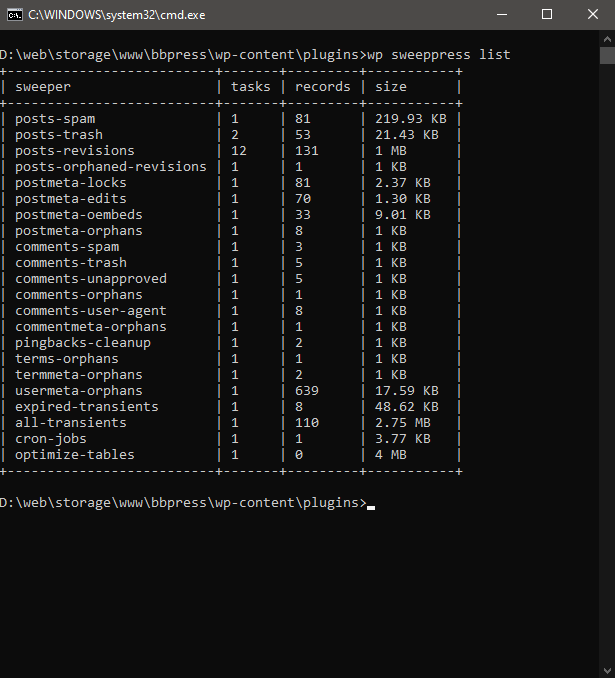 C:\WINDOWS\system32\cmd.exe
D:\web\storage\www\bbpress\wp-content\plugins>wp sweeppress list
+--------------------------+-------+---------+-----------+
| sweeper                  | tasks | records | size      |
+--------------------------+-------+---------+-----------+
| posts-spam               | 1     | 81      | 219.93 KB |
| posts-trash              | 2     | 53      | 21.43 KB  |
| posts-revisions          | 12    | 131     | 1 MB      |
| posts-orphaned-revisions | 1     | 1       | 1 KB      |
| postmeta-locks           | 1     | 81      | 2.37 KB   |
| postmeta-edits           | 1     | 70      | 1.30 KB   |
| postmeta-oembeds         | 1     | 33      | 9.01 KB   |
| postmeta-orphans         | 1     | 8       | 1 KB      |
| comments-spam            | 1     | 3       | 1 KB      |
| comments-trash           | 1     | 5       | 1 KB      |
| comments-unapproved      | 1     | 5       | 1 KB      |
| comments-orphans         | 1     | 1       | 1 KB      |
| comments-user-agent      | 1     | 8       | 1 KB      |
| commentmeta-orphans      | 1     | 1       | 1 KB      |
| pingbacks-cleanup        | 1     | 2       | 1 KB      |
| terms-orphans            | 1     | 1       | 1 KB      |
| termmeta-orphans         | 1     | 2       | 1 KB      |
| usermeta-orphans         | 1     | 639     | 17.59 KB  |
| expired-transients       | 1     | 8       | 48.62 KB  |
| all-transients           | 1     | 110     | 2.75 MB   |
| cron-jobs                | 1     | 1       | 3.77 KB   |
| optimize-tables          | 1     | 0       | 4 MB      |
+--------------------------+-------+---------+-----------+
D:\web\storage\www\bbpress\wp-content\plugins>